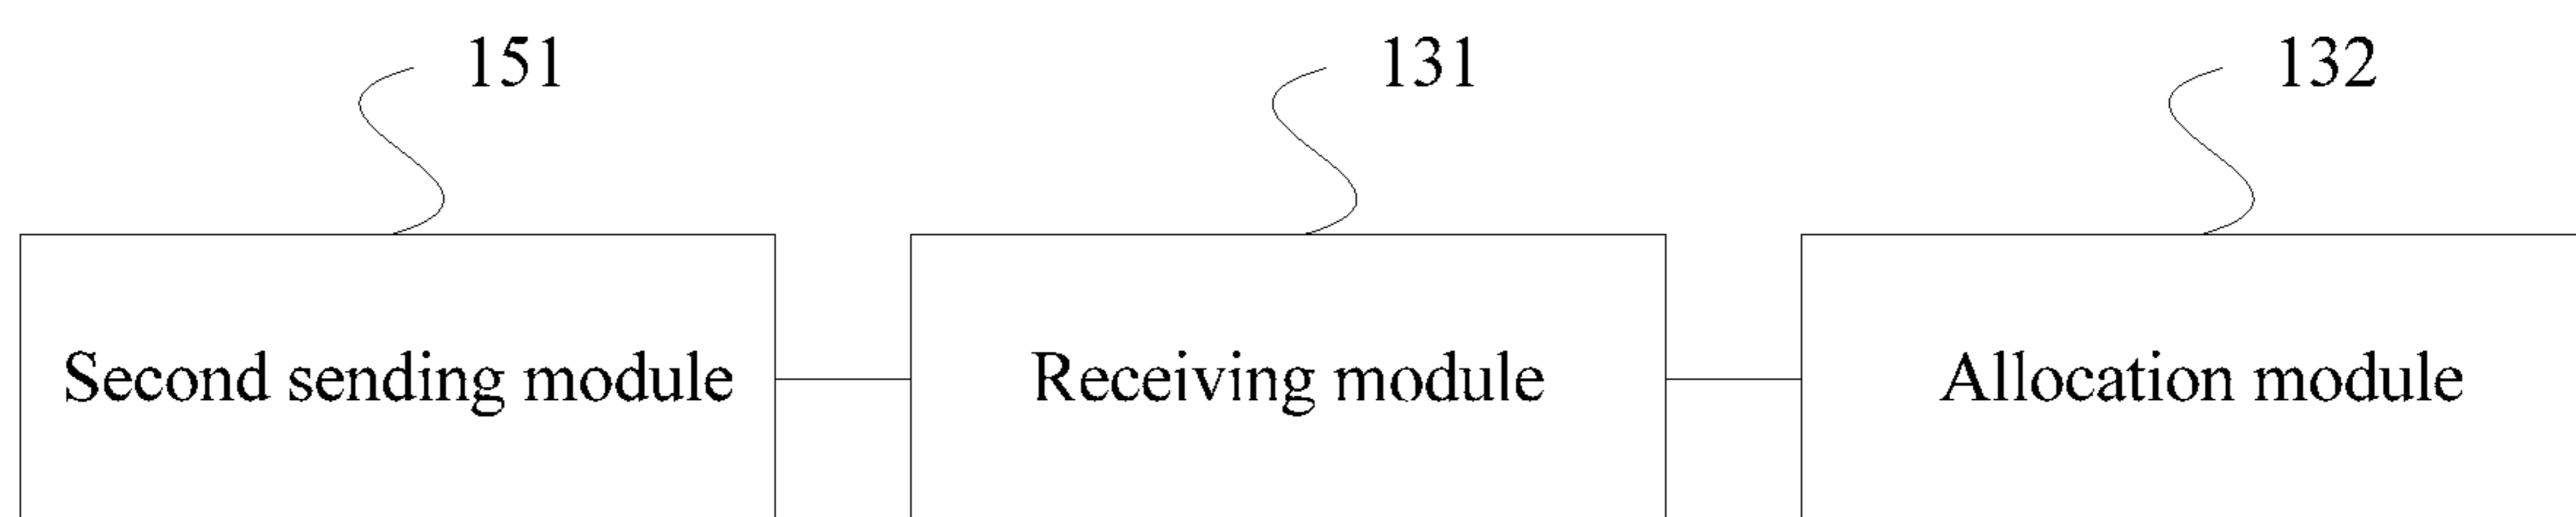 151 131 132
Second sending module Receiving module Allocation module